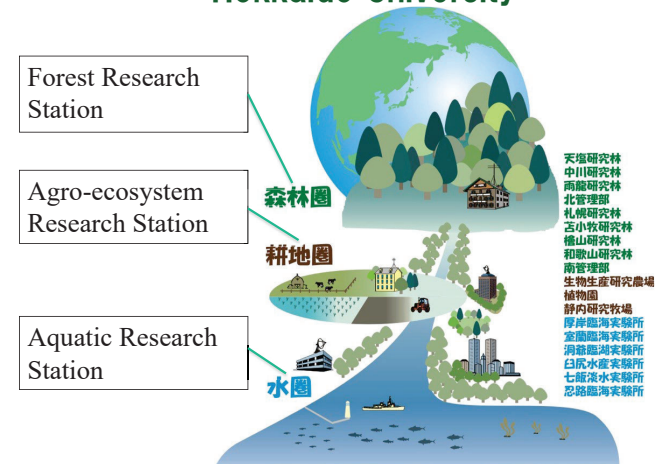 Hokkaido University
Forest Research
Station
森林圏
Agro-ecosystem
Research Station
耕地圏
Aquatic Research
Station
水圏
天塩研究林
中川研究林
雨龍研究林
北管理部
札幌研究林
苫小牧研究林
檜山研究林
和歌山研究林
南管理部
生物生産研究農場
植物園
静内研究牧場
厚岸臨海実験所
室蘭臨海実験所
洞爺臨湖実験所
臼尻水産実験所
七飯淡水実験所
忍路臨海実験所